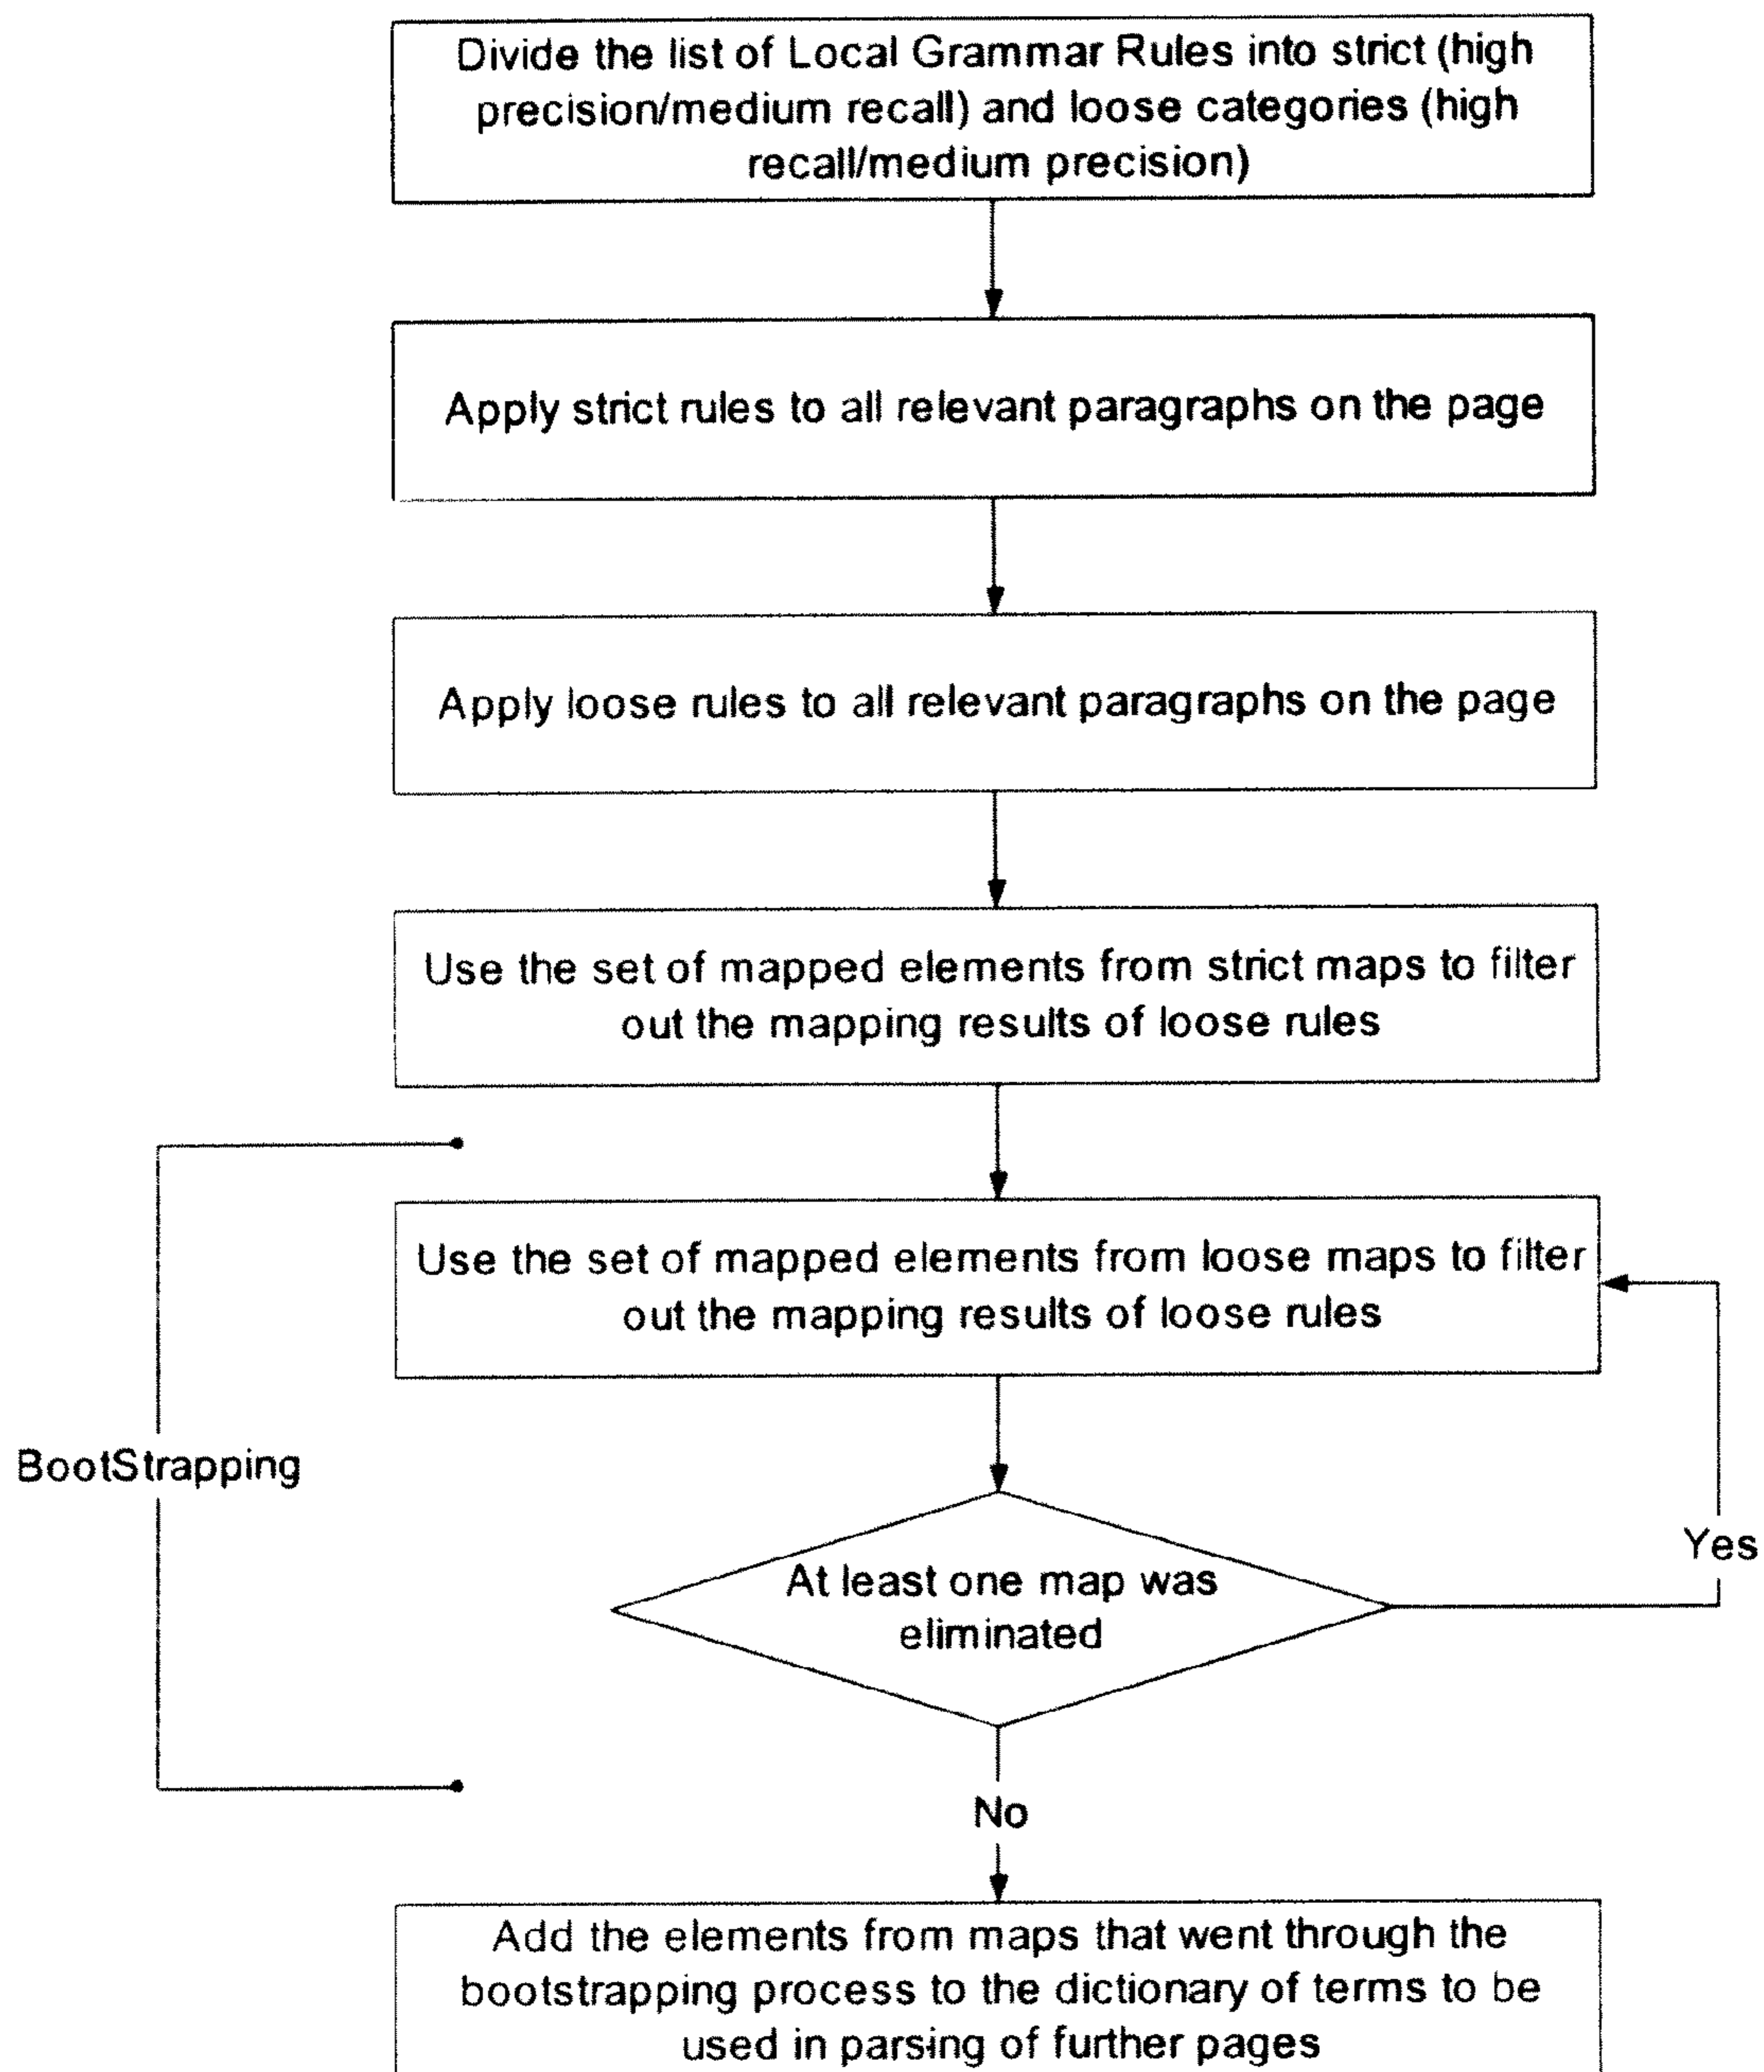 Divide the list of Local Grammar Rules into strict (high
precision/medium recall) and loose categories (high
recall/medium precision)
Apply strict rules to all relevant paragraphs on the page
Apply loose rules to all relevant paragraphs on the page
Use the set of mapped elements from strict maps to filter
out the mapping results of loose rules
Use the set of mapped elements from loose maps to filter
out the mapping results of loose rules
BootStrapping
Yes
At least one map was
eliminated
No
Add the elements from maps that went through the
bootstrapping process to the dictionary of terms to be
used in parsing of further pages